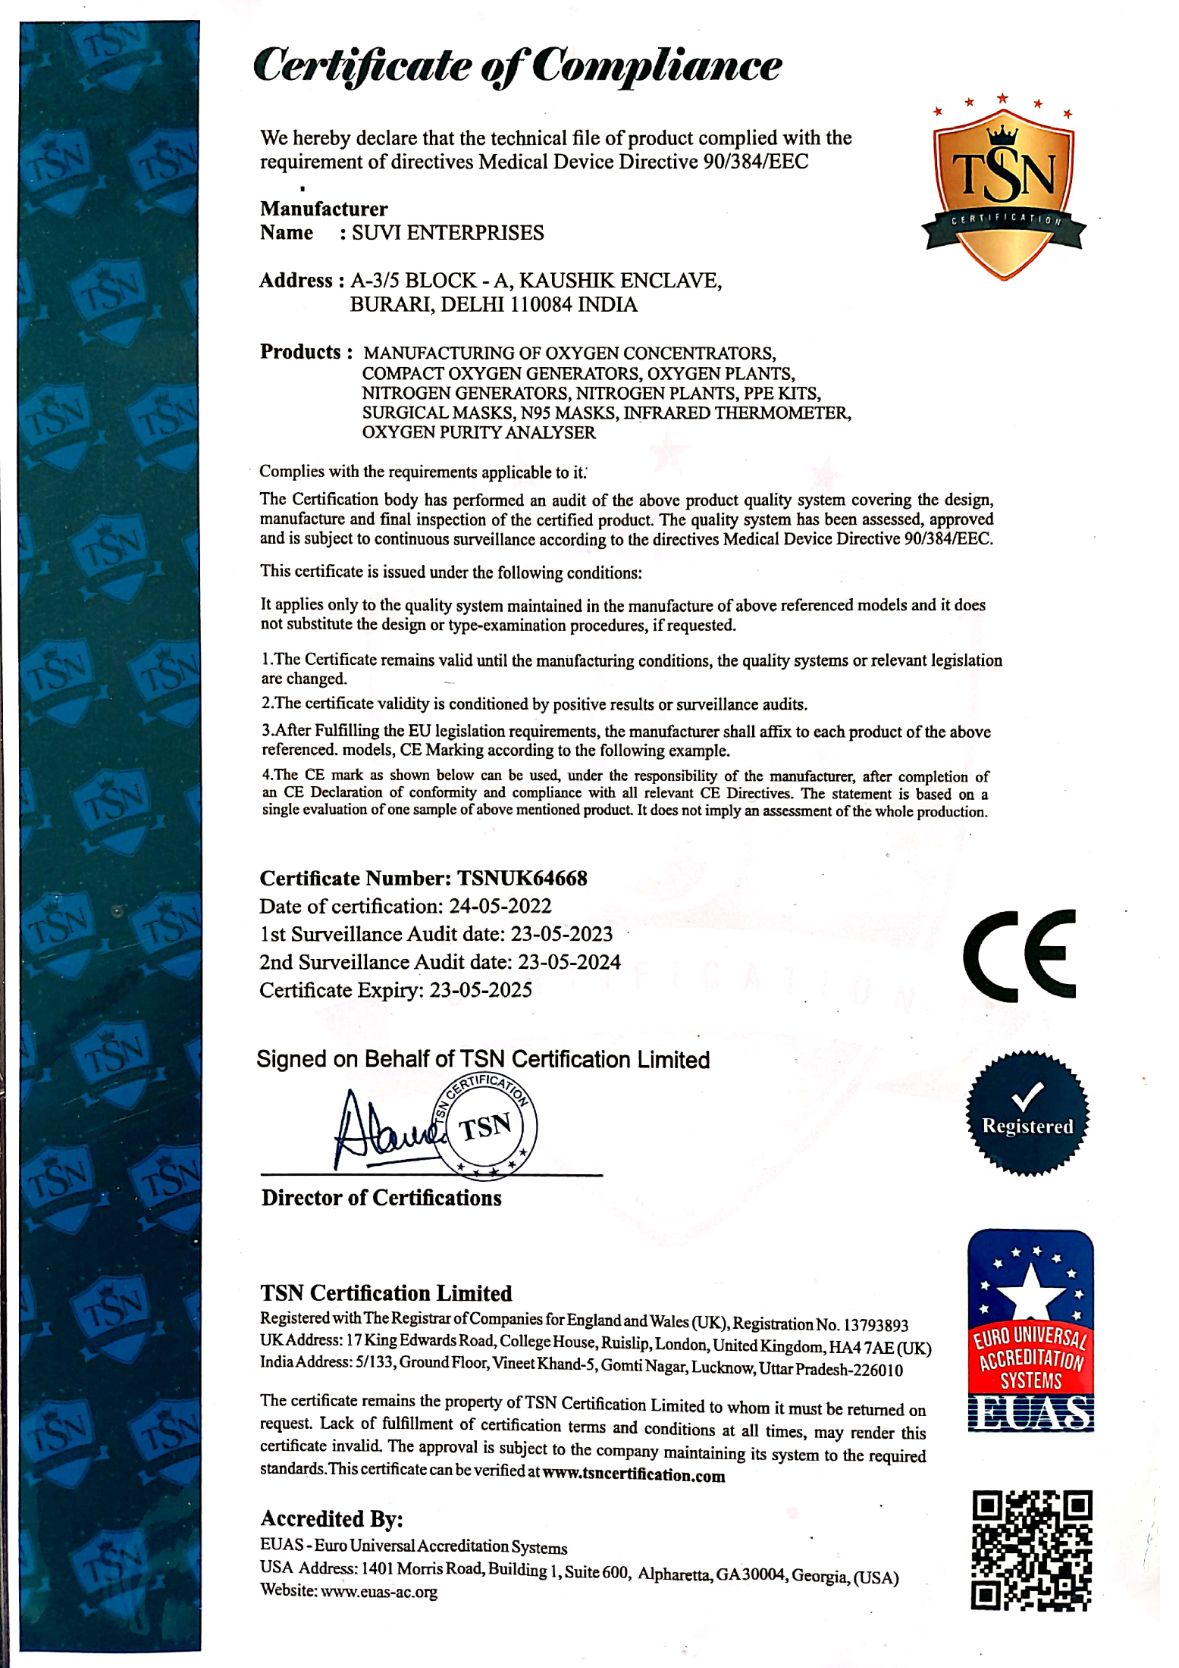 Certificate of Compliance
We hereby declare that the technical file of product complied with the
requirement of directives Medical Device Directive 90/384/EEC
Manufacturer
Name : SUVI ENTERPRISES
Address : A-3/5 BLOCK - A, KAUSHIK ENCLAVE,
BURARI, DELHI 110084 INDIA
Products : MANUFACTURING OF OXYGEN CONCENTRATORS,
COMPACT OXYGEN GENERATORS, OXYGEN PLANTS,
NITROGEN GENERATORS, NITROGEN PLANTS, PPE KITS,
SURGICAL MASKS, N95 MASKS, INFRARED THERMOMETER,
OXYGEN PURITY ANALYSER
TSN
CERTIFICATION
Complies with the requirements applicable to it.
The Certification body has performed an audit of the above product quality system covering the design,
manufacture and final inspection of the certified product. The quality system has been assessed, approved
and is subject to continuous surveillance according to the directives Medical Device Directive 90/384/EEC.
This certificate is issued under the following conditions:
It applies only to the quality system maintained in the manufacture of above referenced models and it does
not substitute the design or type-examination procedures, if requested.
1.The Certificate remains valid until the manufacturing conditions, the quality systems or relevant legislation
are changed.
2.The certificate validity is conditioned by positive results or surveillance audits.
3.After Fulfilling the EU legislation requirements, the manufacturer shall affix to each product of the above
referenced. models, CE Marking according to the following example.
4.The CE mark as shown below can be used, under the responsibility of the manufacturer, after completion of
an CE Declaration of conformity and compliance with all relevant CE Directives. The statement is based on a
single evaluation of one sample of above mentioned product. It does not imply an assessment of the whole production.
Certificate Number: TSNUK64668
Date of certification: 24-05-2022
1st Surveillance Audit date: 23-05-2023
2nd Surveillance Audit date: 23-05-2024
Certificate Expiry: 23-05-2025
CE
Signed on Behalf of TSN Certification Limited
TSN CERTIFICATION
TSN
Director of Certifications
Registered
TSN Certification Limited
Registered with The Registrar of Companies for England and Wales (UK), Registration No. 13793893
UK Address: 17 King Edwards Road, College House, Ruislip, London, United Kingdom, HA4 7AE (UK)
India Address: 5/133, Ground Floor, Vineet Khand-5, Gomti Nagar, Lucknow, Uttar Pradesh-226010
EURO UNIVERSAL
ACCREDITATION
SYSTEMS
EUAS
The certificate remains the property of TSN Certification Limited to whom it must be returned on
request. Lack of fulfillment of certification terms and conditions at all times, may render this
certificate invalid. The approval is subject to the company maintaining its system to the required
standards.This certificate can be verified at www.tsncertification.com
Accredited By:
EUAS - Euro Universal Accreditation Systems
USA Address: 1401 Morris Road, Building 1, Suite 600, Alpharetta, GA 30004, Georgia, (USA)
Website: www.euas-ac.org